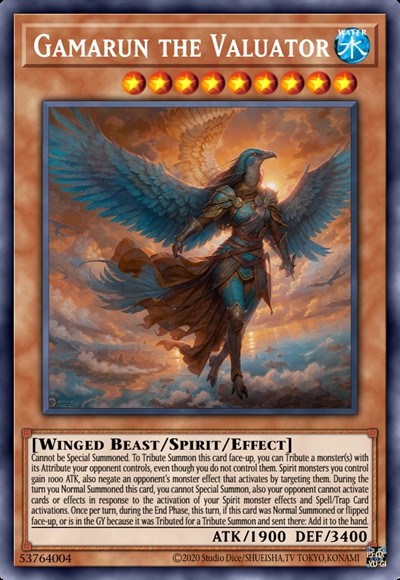 GAMARUN THE VALUATOR
WATER
水
[WINGED BEAST/SPIRIT/EFFECT]
Cannot be Special Summoned. To Tribute Summon this card face-up, you can Tribute a monster(s) with
its Attribute your opponent controls, even though you do not control them. Spirit monsters you control
gain 1000 ATK, also negate an opponent's monster effect that activates by targeting them. During the
turn you Normal Summoned this card, you cannot Special Summon, also your opponent cannot activate
cards or effects in response to the activation of your Spirit monster effects and Spell/Trap Card
activations. Once per turn, during the End Phase, this turn, if this card was Normal Summoned or flipped
face-up, or is in the GY because it was Tributed for a Tribute Summon and sent there: Add it to the hand.
ATK/1900 DEF/3400
53764004
©2020 Studio Dice/SHUEISHA, TV TOKYO, KONAMI